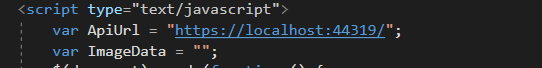 <script type="text/javascript">
var ApiUrl = "https://localhost:44319/";
var ImageData = "";